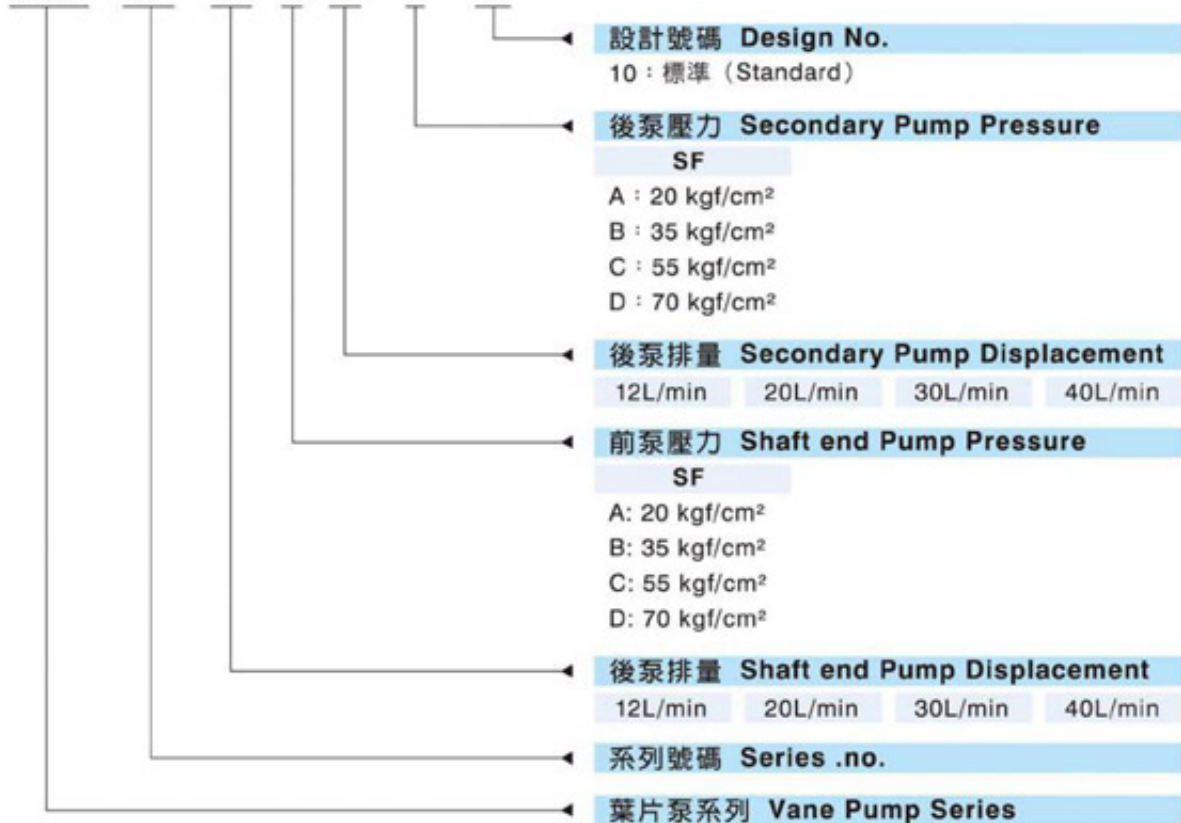 設計號碼 Design No.
10：標準（Standard）
後泵壓力 Secondary Pump Pressure
SF
A：20 kgf/cm²
B：35 kgf/cm²
C：55 kgf/cm²
D：70 kgf/cm²
後泵排量 Secondary Pump Displacement
12L/min 20L/min 30L/min 40L/min
前泵壓力 Shaft end Pump Pressure
SF
A: 20 kgf/cm²
B: 35 kgf/cm²
C: 55 kgf/cm²
D: 70 kgf/cm²
後泵排量 Shaft end Pump Displacement
12L/min 20L/min 30L/min 40L/min
系列號碼 Series .no.
葉片泵系列 Vane Pump Series